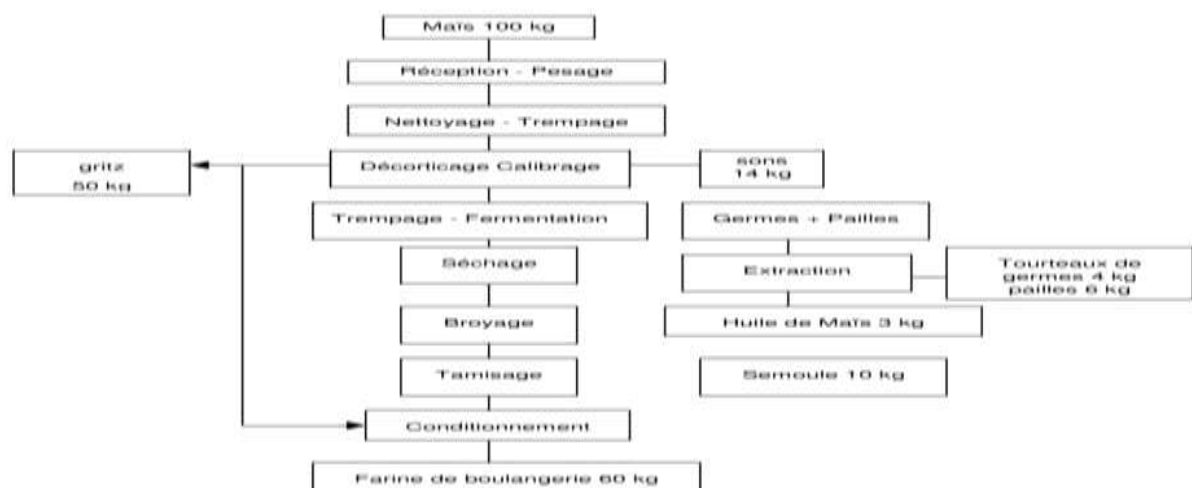 Maïs 100 kg
Réception - Pesage
Nettoyage - Trempage
gritz
50 kg
Décorticage Calibrage
sons
14 kg
Trempage - Fermentation
Germes + Pailles
Séchage
Extraction
Tourteaux de
germes 4 kg
pailles 6 kg
Broyage
Huile de Maïs 3 kg
Tamisage
Semoule 10 kg
Conditionnement
Farine de boulangerie 60 kg